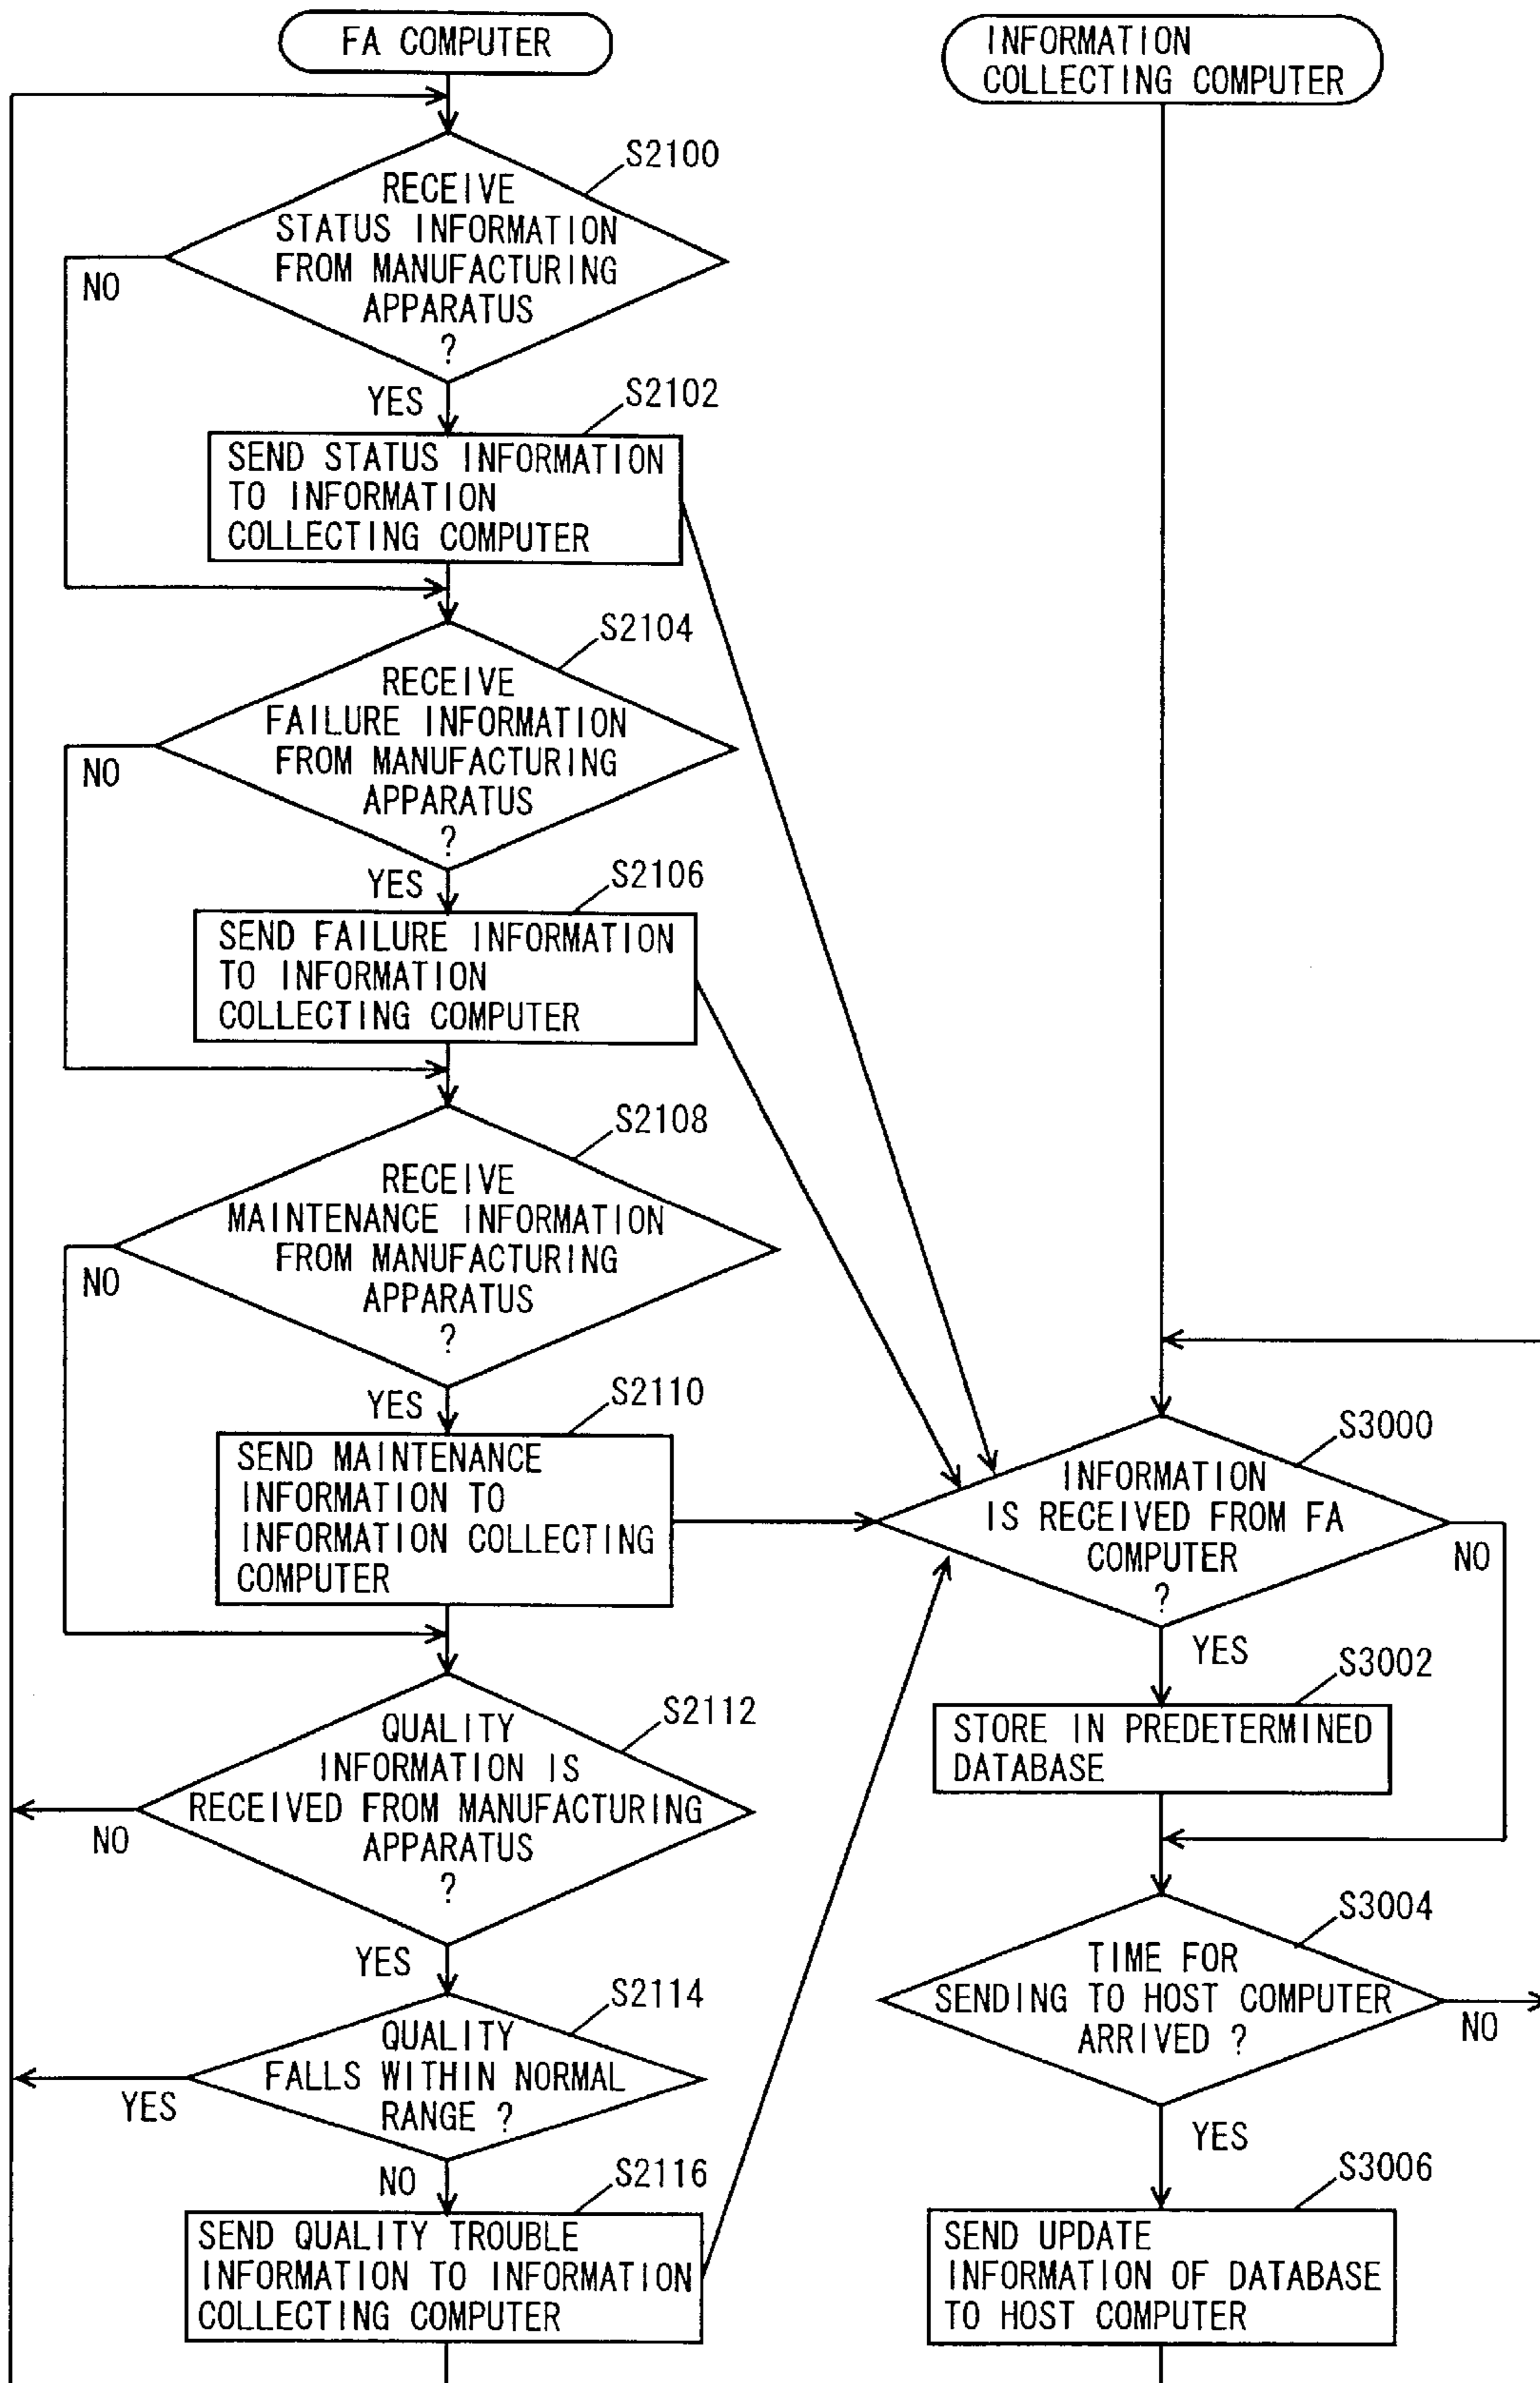 FA COMPUTER
S2100
RECEIVE
STATUS INFORMATION
FROM MANUFACTURING
APPARATUS
?
NO
YES
S2102
SEND STATUS INFORMATION
TO INFORMATION
COLLECTING COMPUTER
S2104
RECEIVE
FAILURE INFORMATION
FROM MANUFACTURING
APPARATUS
?
NO
YES
S2106
SEND FAILURE INFORMATION
TO INFORMATION
COLLECTING COMPUTER
S2108
RECEIVE
MAINTENANCE INFORMATION
FROM MANUFACTURING
APPARATUS
?
NO
YES
S2110
SEND MAINTENANCE
INFORMATION TO
INFORMATION COLLECTING
COMPUTER
S2112
QUALITY
INFORMATION IS
RECEIVED FROM MANUFACTURING
APPARATUS
?
NO
YES
S2114
QUALITY
FALLS WITHIN NORMAL
RANGE ?
YES
NO
S2116
SEND QUALITY TROUBLE
INFORMATION TO INFORMATION
COLLECTING COMPUTER
INFORMATION
COLLECTING COMPUTER
S3000
INFORMATION
IS RECEIVED FROM FA
COMPUTER
?
NO
YES
S3002
STORE IN PREDETERMINED
DATABASE
S3004
TIME FOR
SENDING TO HOST COMPUTER
ARRIVED ?
NO
YES
S3006
SEND UPDATE
INFORMATION OF DATABASE
TO HOST COMPUTER